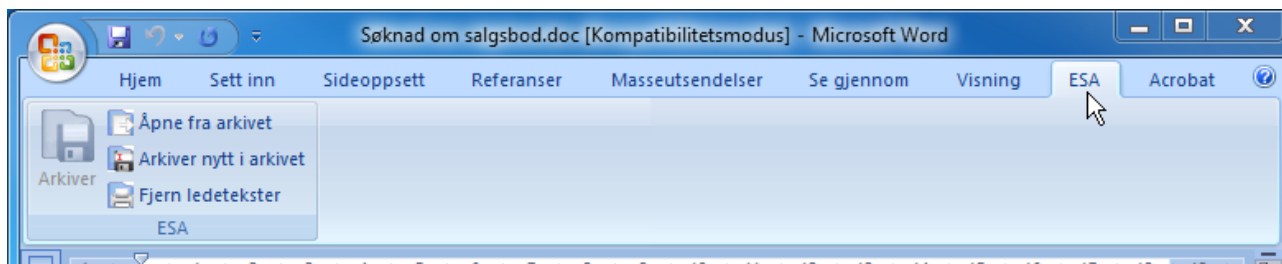 Søknad om salgsbod.doc [Kompatibilitetsmodus] - Microsoft Word
Hjem Sett inn Sideoppsett Referanser Masseutsendelser Se gjennom Visning ESA Acrobat
Arkiver
Åpne fra arkivet
Arkiver nytt i arkivet
Fjern ledetekster
ESA